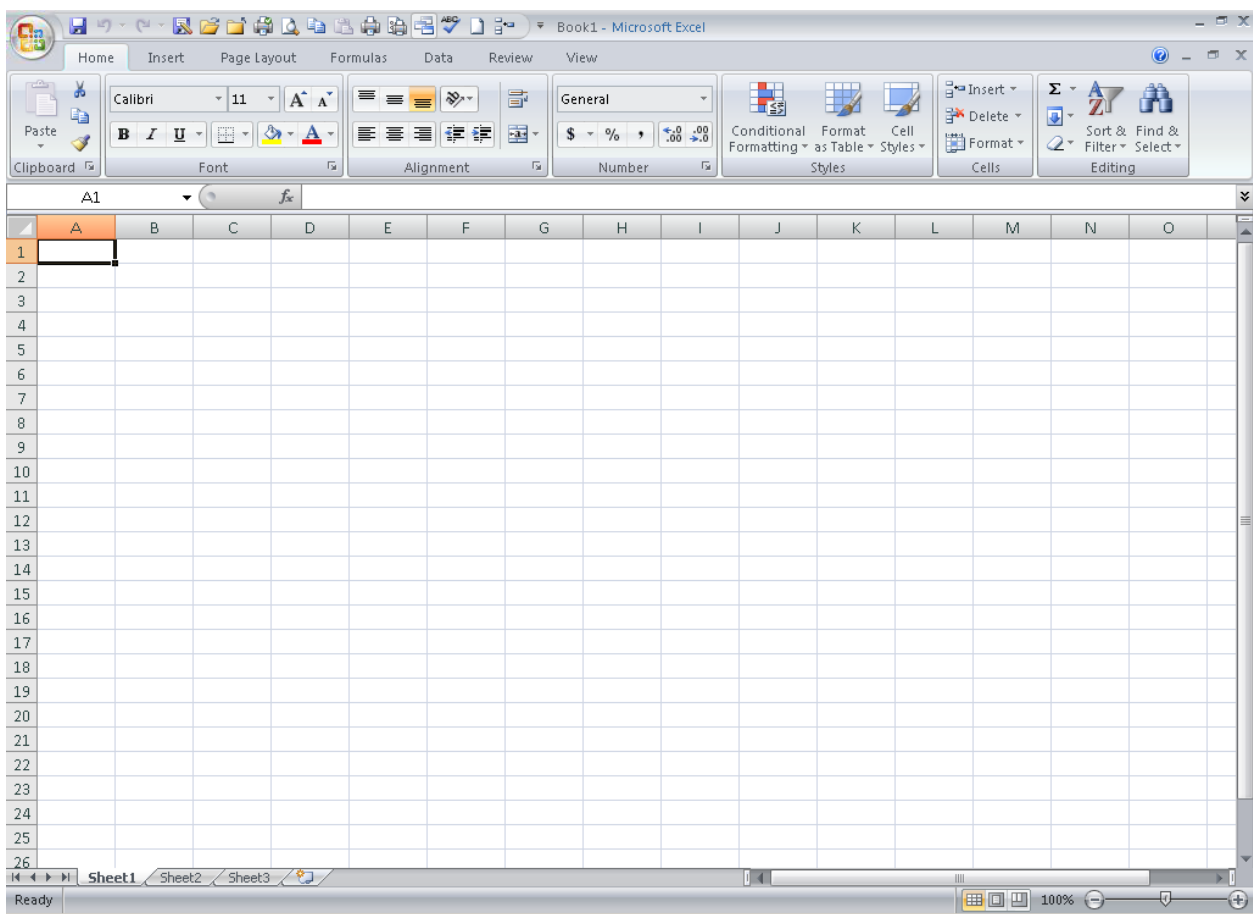 Book1 - Microsoft Excel
Home Insert Page Layout Formulas Data Review View
Calibri 11 General
Insert
Delete
Format
Paste
B I U A $ % ,
Conditional Formatting
Format as Table
Cell Styles
Σ
Sort & Filter
Find & Select
Clipboard Font Alignment Number Styles Cells Editing
A1 fx
A B C D E F G H I J K L M N O
1
2
3
4
5
6
7
8
9
10
11
12
13
14
15
16
17
18
19
20
21
22
23
24
25
26
Sheet1 Sheet2 Sheet3
Ready 100%